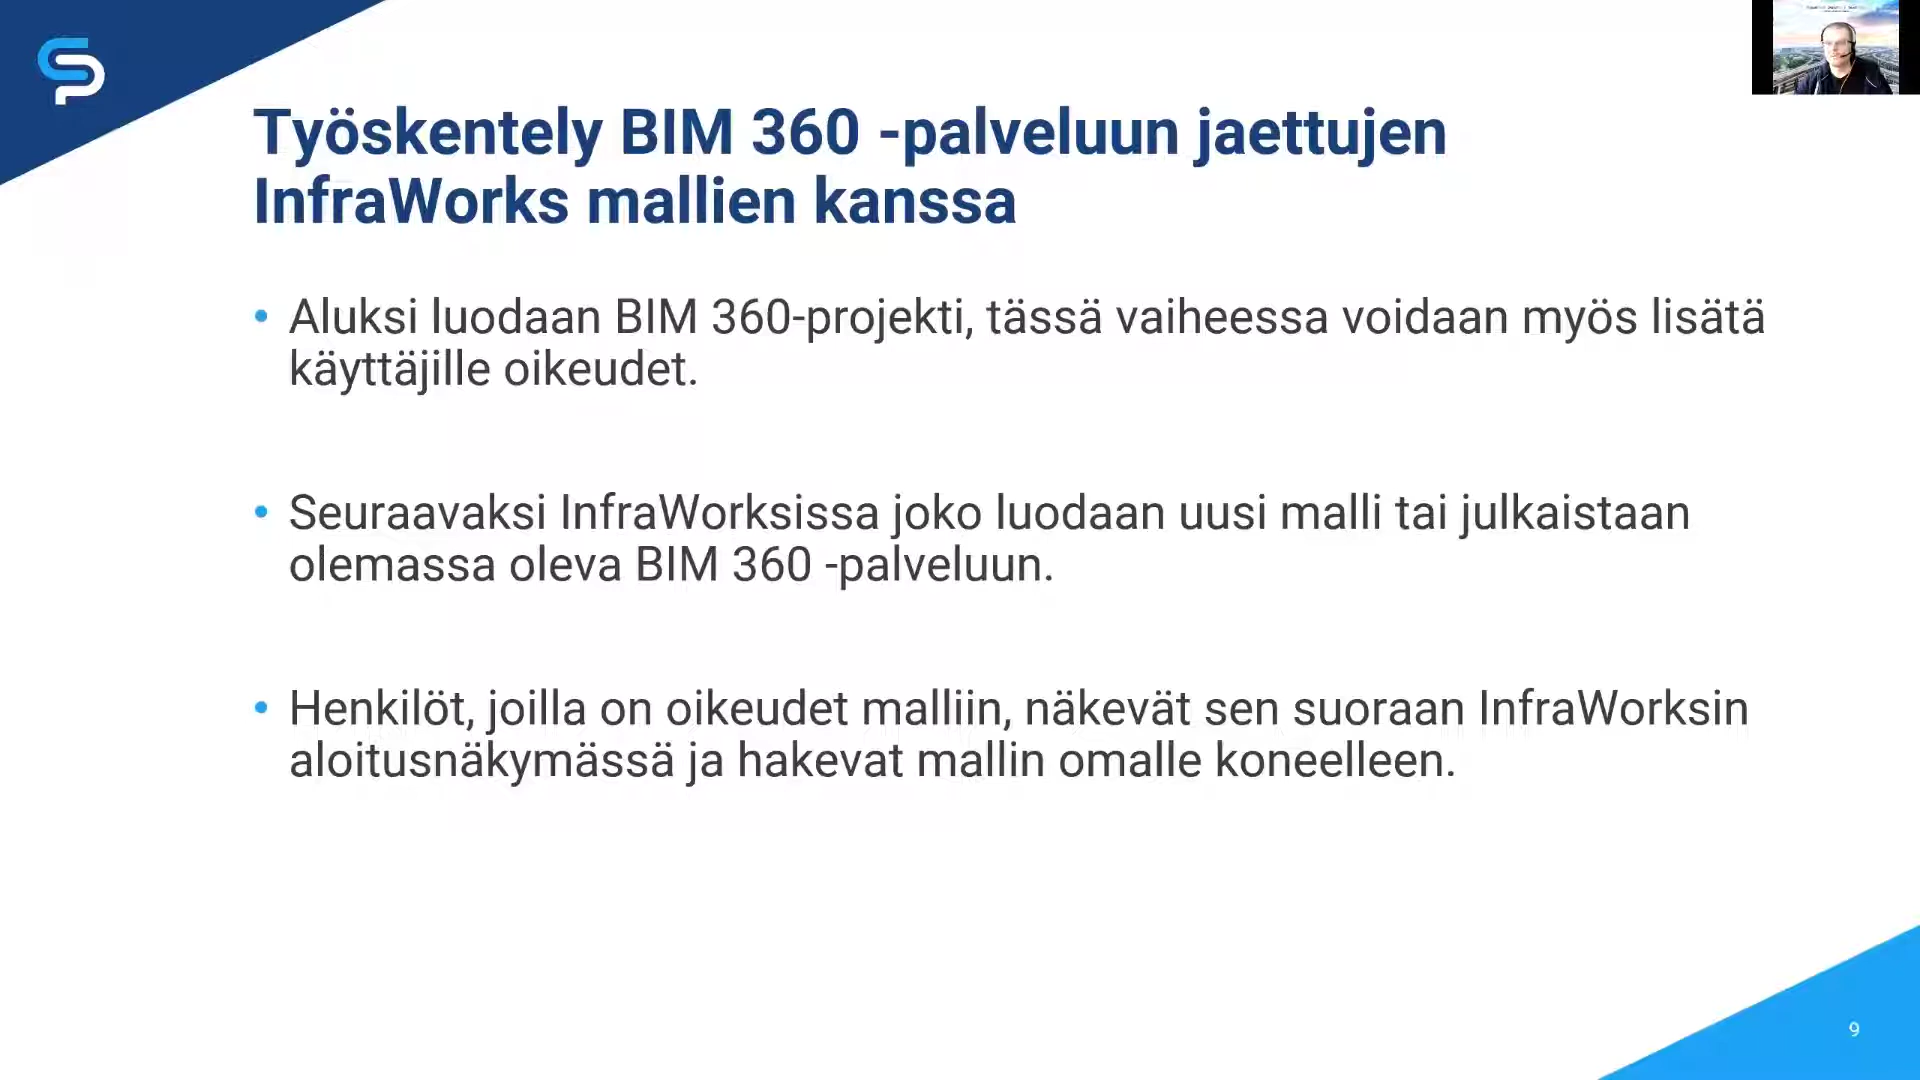 Työskentely BIM 360 -palveluun jaettujen
InfraWorks mallien kanssa
• Aluksi luodaan BIM 360-projekti, tässä vaiheessa voidaan myös lisätä
käyttäjille oikeudet.
• Seuraavaksi InfraWorksissa joko luodaan uusi malli tai julkaistaan
olemassa oleva BIM 360 -palveluun.
• Henkilöt, joilla on oikeudet malliin, näkevät sen suoraan InfraWorksin
aloitusnäkymässä ja hakevat mallin omalle koneelleen.
9